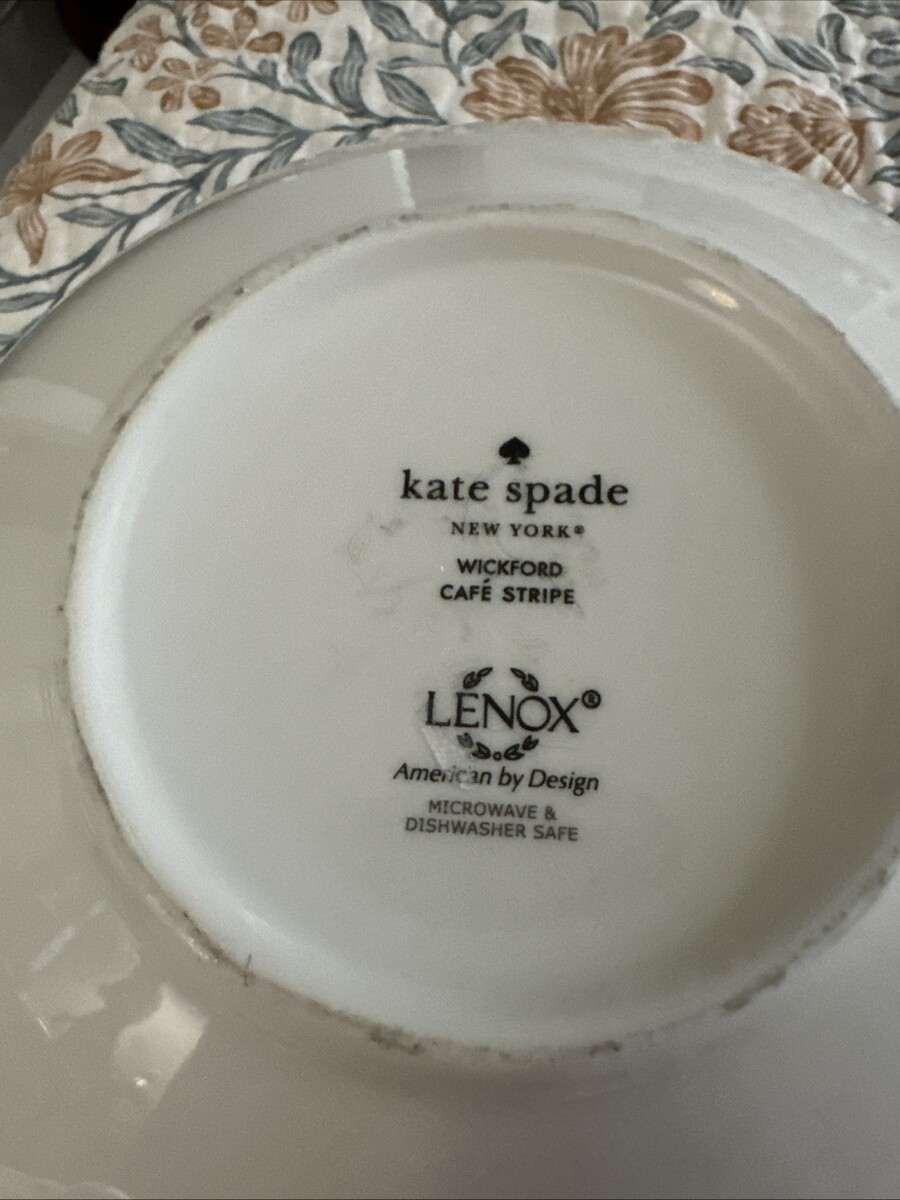 kate spade
NEW YORK®
WICKFORD
CAFÉ STRIPE
LENOX®
American by Design
MICROWAVE &
DISHWASHER SAFE